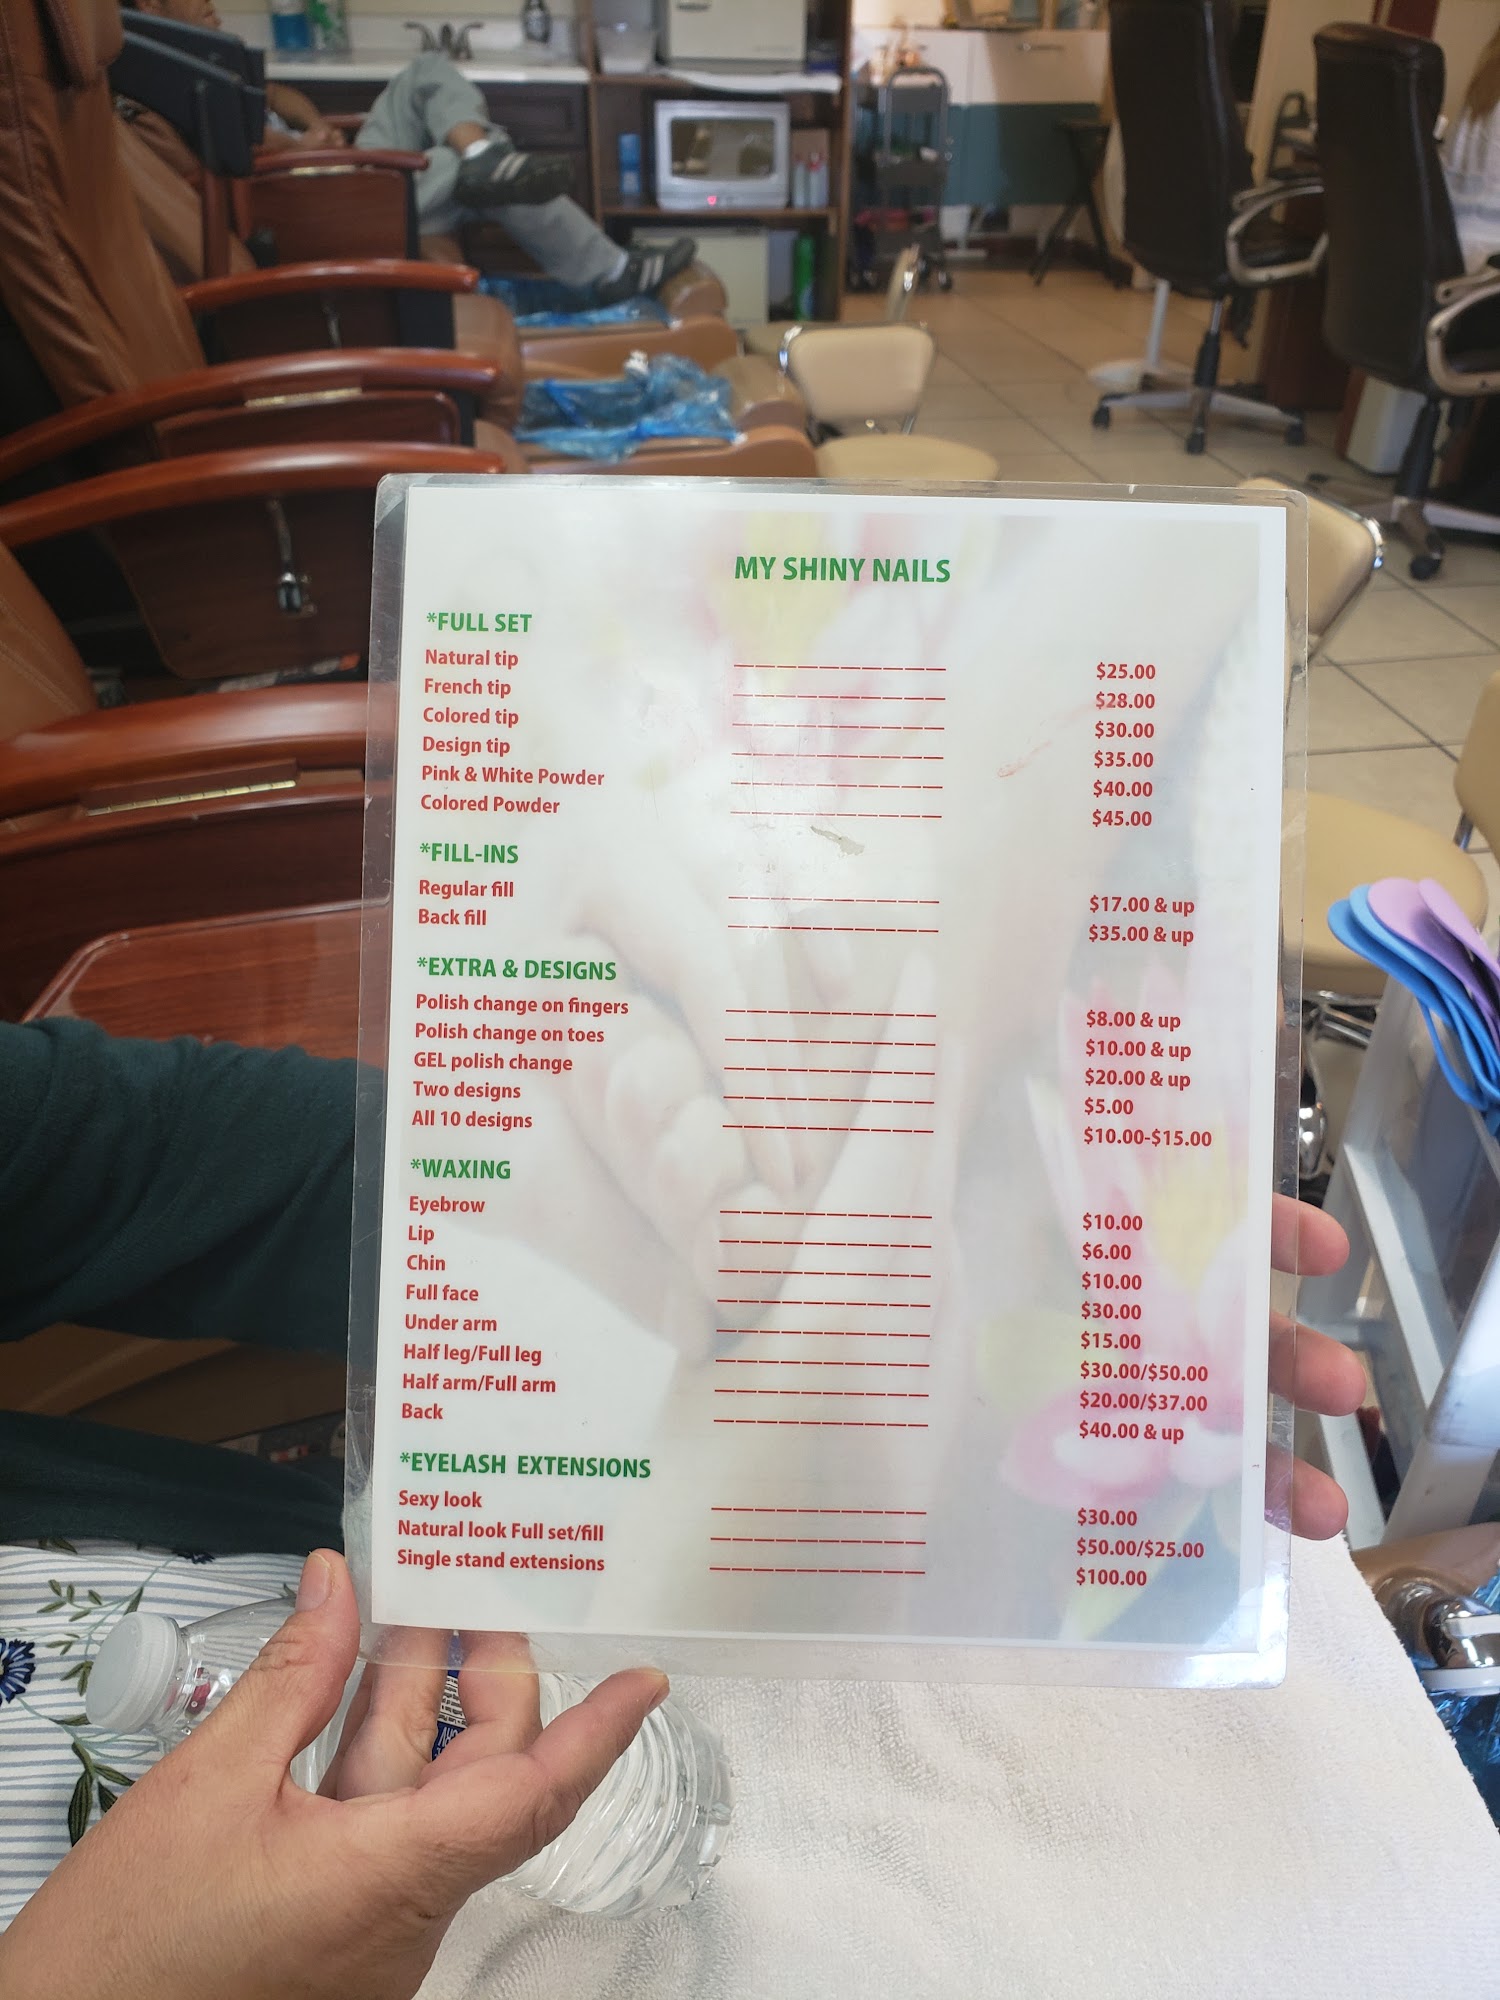 MY SHINY NAILS
*FULL SET
Natural tip $25.00
French tip $28.00
Colored tip $30.00
Design tip $35.00
Pink & White Powder $40.00
Colored Powder $45.00
*FILL-INS
Regular fill $17.00 & up
Back fill $35.00 & up
*EXTRA & DESIGNS
Polish change on fingers $8.00 & up
Polish change on toes $10.00 & up
GEL polish change $20.00 & up
Two designs $5.00
All 10 designs $10.00-$15.00
*WAXING
Eyebrow $10.00
Lip $6.00
Chin $10.00
Full face $30.00
Under arm $15.00
Half leg/Full leg $30.00/$50.00
Half arm/Full arm $20.00/$37.00
Back $40.00 & up
*EYELASH EXTENSIONS
Sexy look $30.00
Natural look Full set/fill $50.00/$25.00
Single stand extensions $100.00